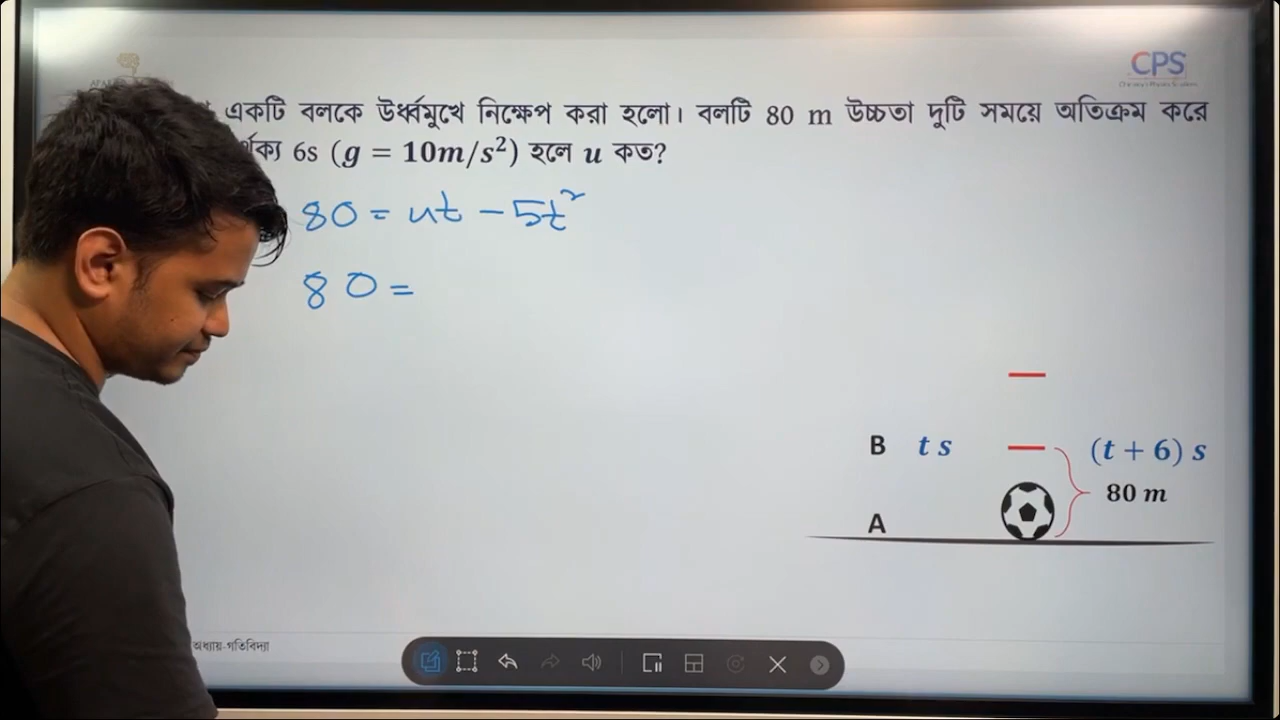 CPS
একটি বলকে উর্ধ্বমুখে নিক্ষেপ করা হলো। বলটি 80 m উচ্চতা দুটি সময়ে অতিক্রম করে
6s (g = 10m/s²) হলে u কত?
80 = ut - 5t²
80 =
B t s (t + 6) s
80 m
A
অধ্যায়-গতিবিদ্যা